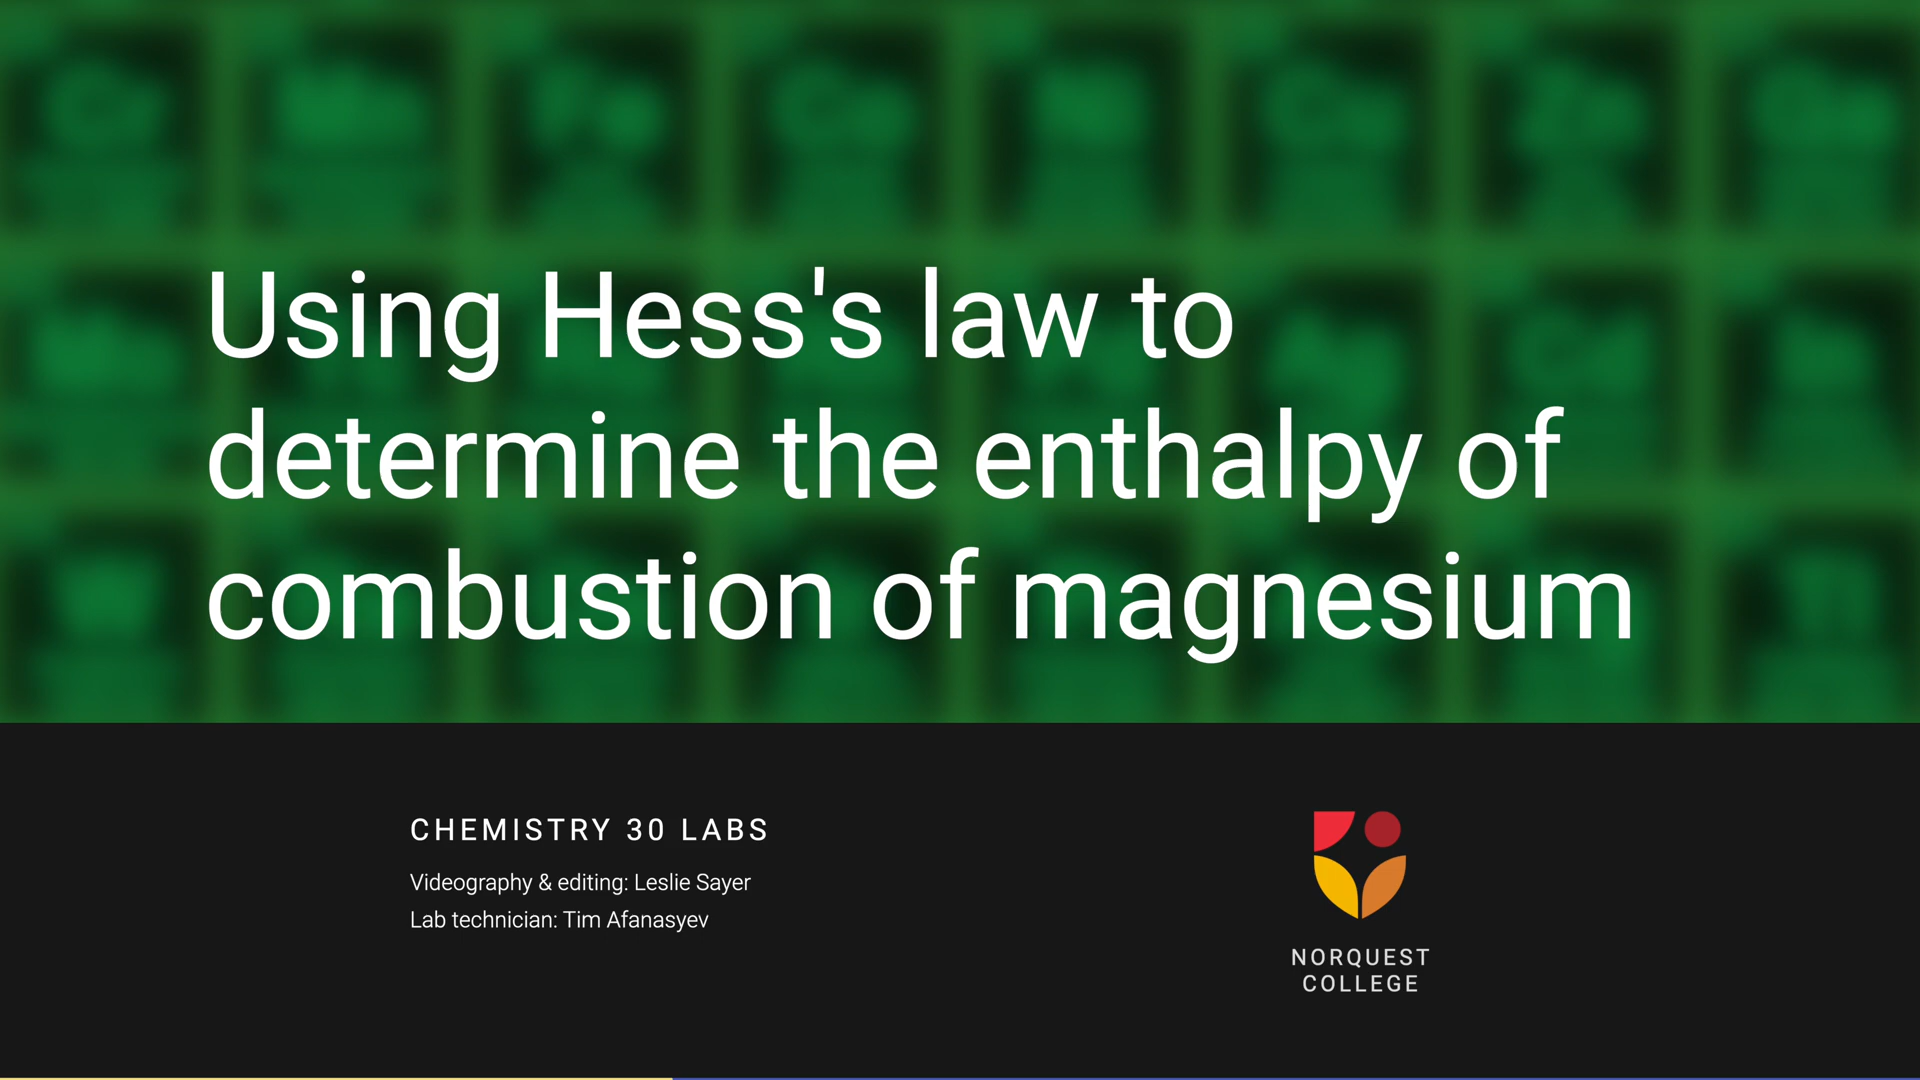 Using Hess's law to
determine the enthalpy of
combustion of magnesium
CHEMISTRY 30 LABS
Videography & editing: Leslie Sayer
Lab technician: Tim Afanasyev
NORQUEST
COLLEGE